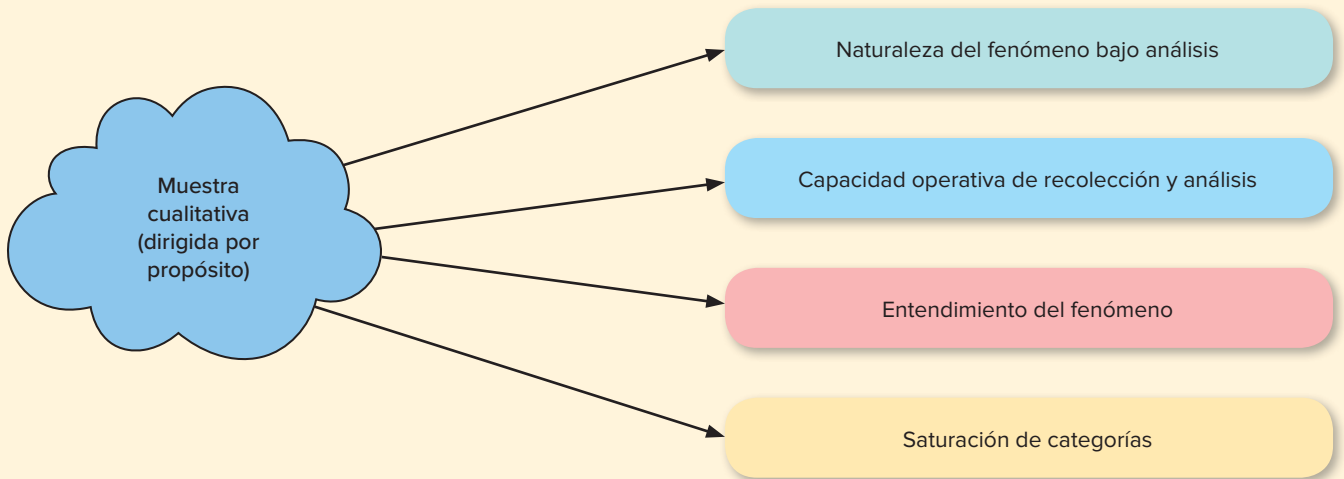 Muestra
cualitativa
(dirigida por
propósito)
Naturaleza del fenómeno bajo análisis
Capacidad operativa de recolección y análisis
Entendimiento del fenómeno
Saturación de categorías